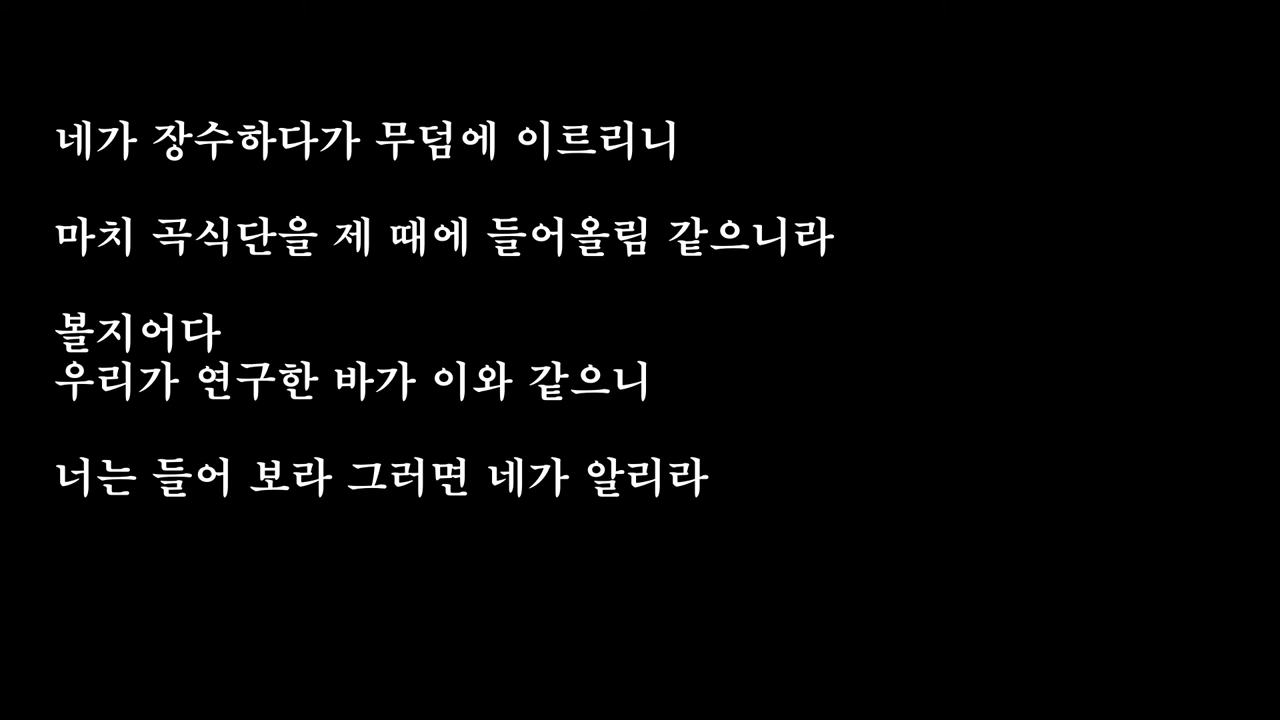 네가 장수하다가 무덤에 이르리니
마치 곡식단을 제 때에 들어올림 같으니라
볼지어다
우리가 연구한 바가 이와 같으니
너는 들어 보라 그러면 네가 알리라